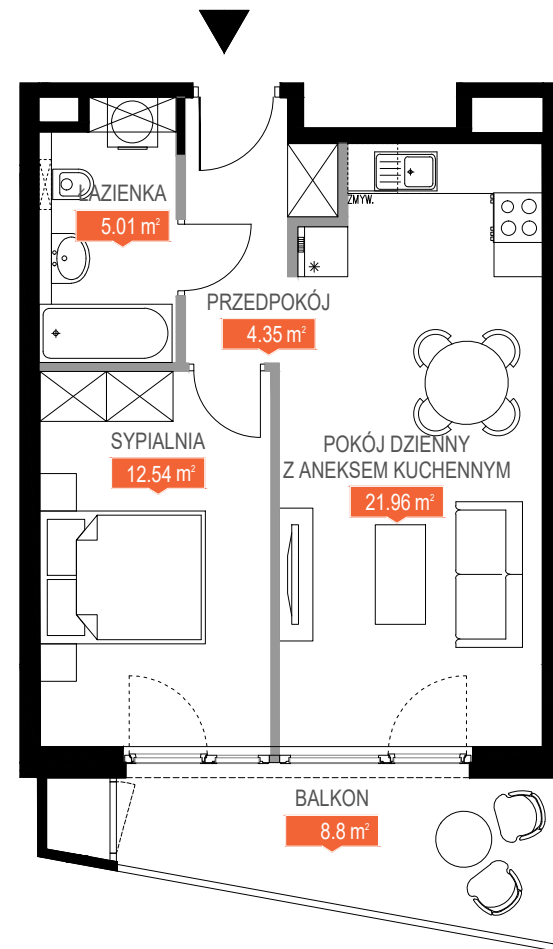 ZMYW.
ŁAZIENKA
5.01 m²
PRZEDPOKÓJ
4.35 m²
SYPIALNIA
12.54 m²
POKÓJ DZIENNY
Z ANEKSEM KUCHENNYM
21.96 m²
BALKON
8.8 m²